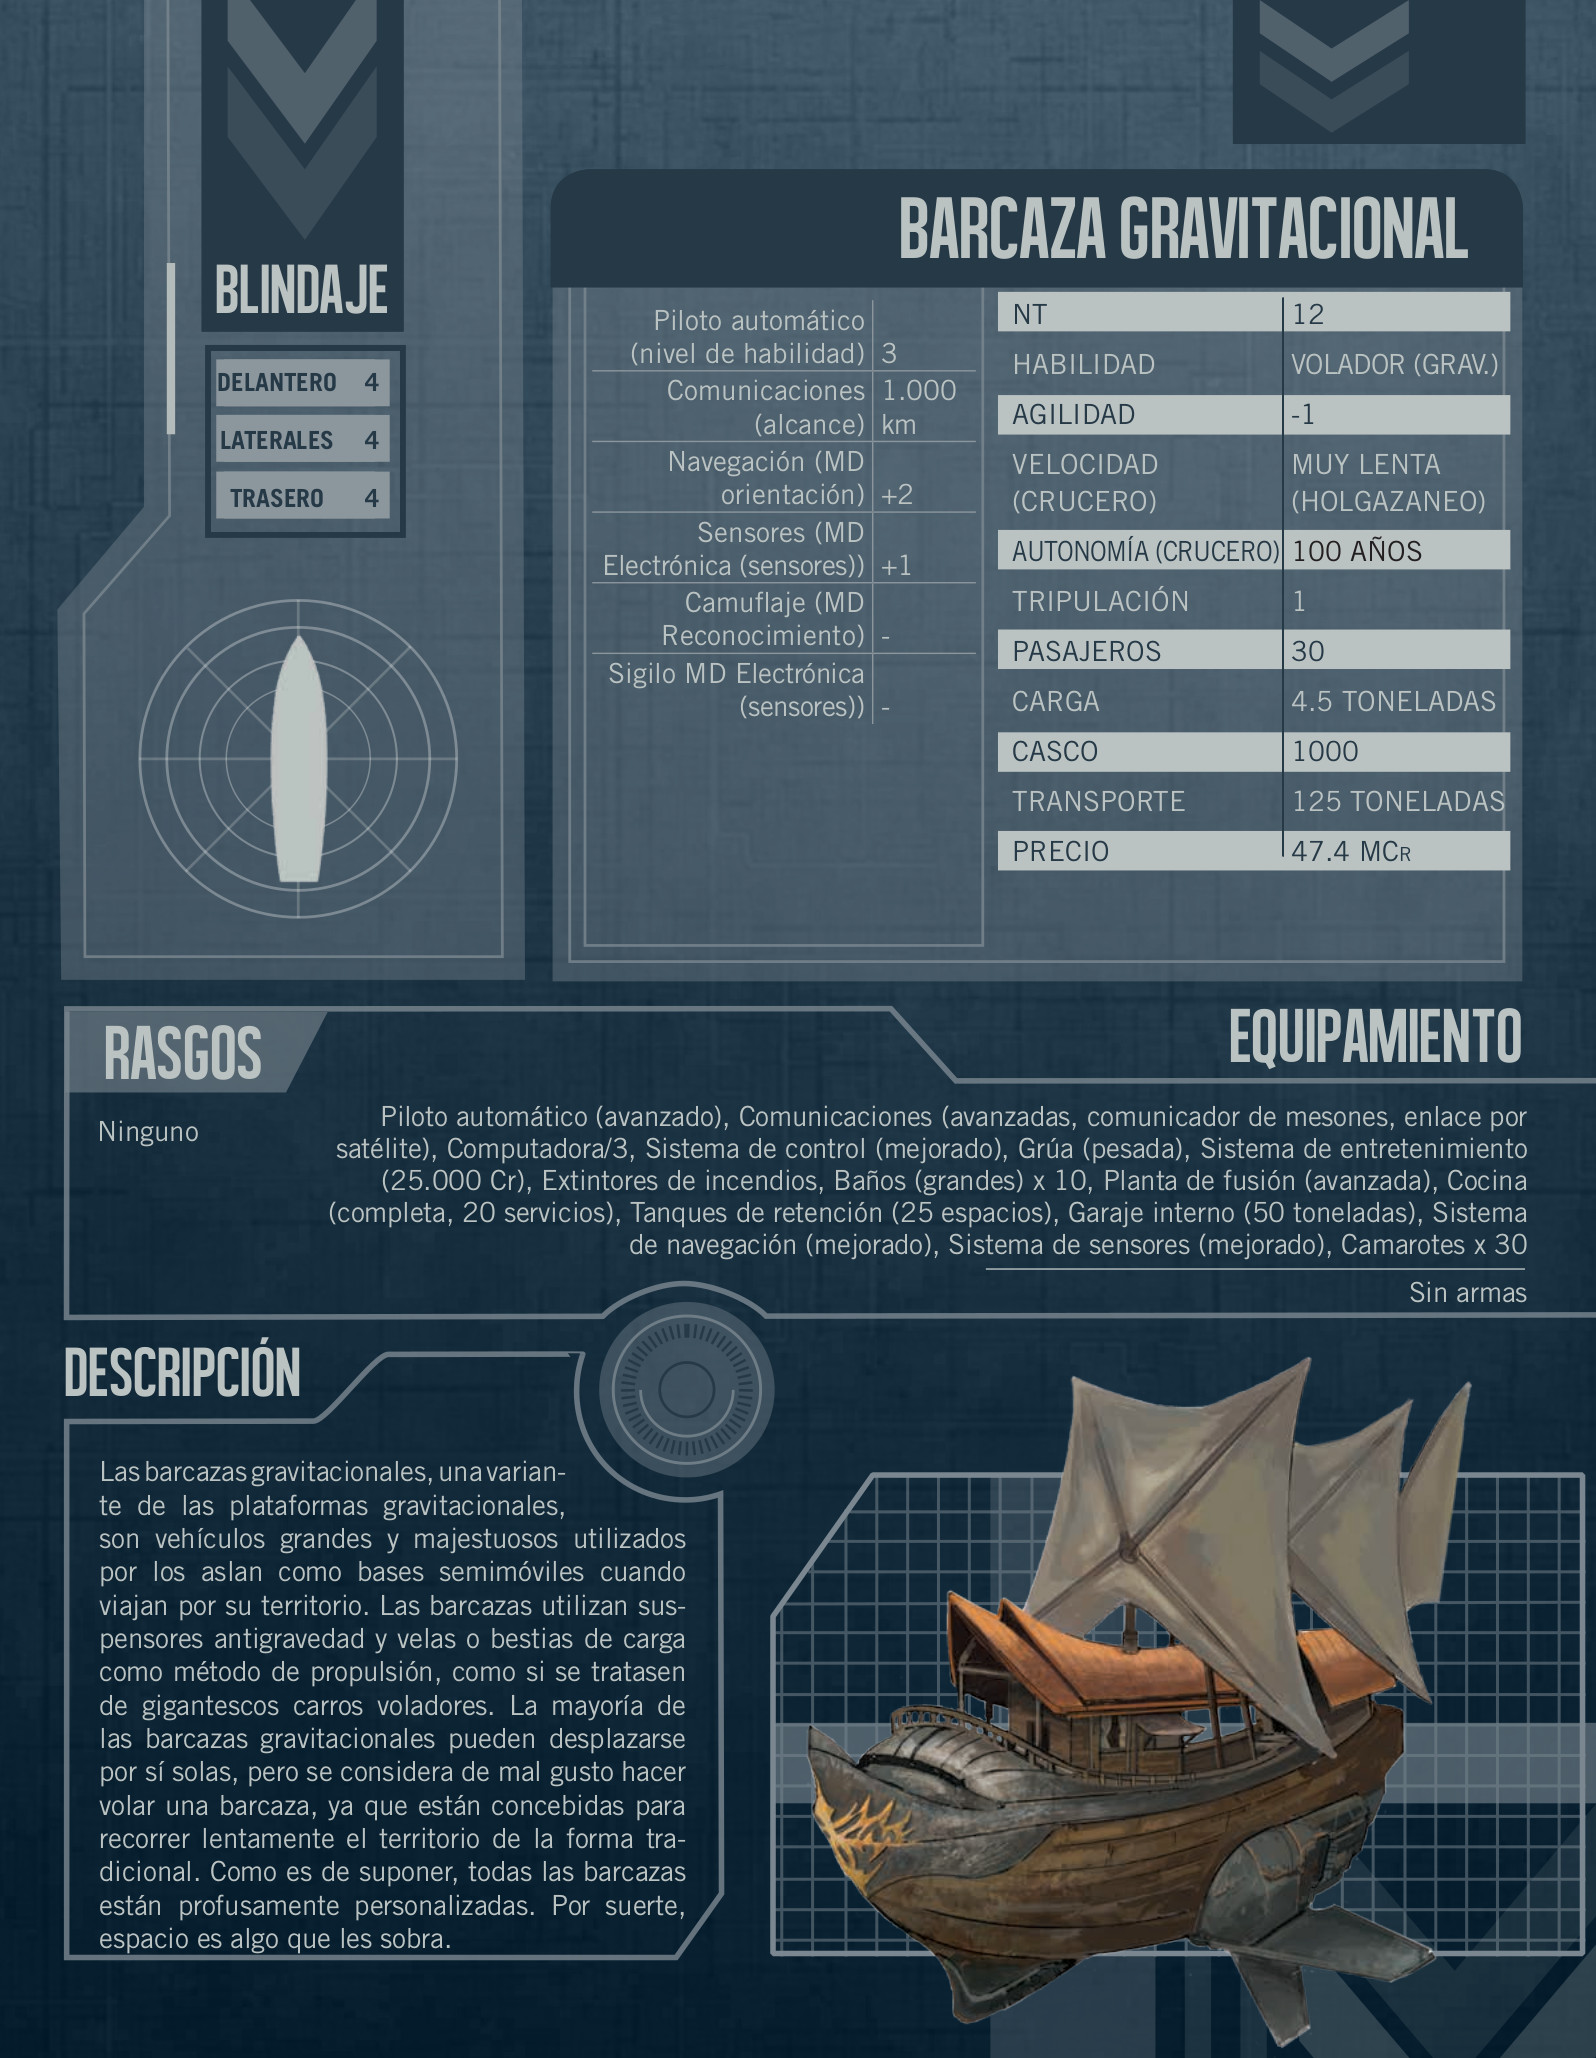 BLINDAJE
DELANTERO 4
LATERALES 4
TRASERO 4
BARCAZA GRAVITACIONAL
Piloto automático
(nivel de habilidad) 3
Comunicaciones 1.000
(alcance) km
Navegación (MD
orientación) +2
Sensores (MD
Electrónica (sensores)) +1
Camuflaje (MD
Reconocimiento) -
Sigilo MD Electrónica
(sensores)) -
NT 12
HABILIDAD VOLADOR (GRAV.)
AGILIDAD -1
VELOCIDAD MUY LENTA
(CRUCERO) (HOLGAZANEO)
AUTONOMÍA (CRUCERO) 100 AÑOS
TRIPULACIÓN 1
PASAJEROS 30
CARGA 4.5 TONELADAS
CASCO 1000
TRANSPORTE 125 TONELADAS
PRECIO 47.4 MCR
RASGOS
Ninguno
EQUIPAMIENTO
Piloto automático (avanzado), Comunicaciones (avanzadas, comunicador de mesones, enlace por
satélite), Computadora/3, Sistema de control (mejorado), Grúa (pesada), Sistema de entretenimiento
(25.000 Cr), Extintores de incendios, Baños (grandes) x 10, Planta de fusión (avanzada), Cocina
(completa, 20 servicios), Tanques de retención (25 espacios), Garaje interno (50 toneladas), Sistema
de navegación (mejorado), Sistema de sensores (mejorado), Camarotes x 30
Sin armas
DESCRIPCIÓN
Las barcazas gravitacionales, una varian-
te de las plataformas gravitacionales,
son vehículos grandes y majestuosos utilizados
por los aslan como bases semimóviles cuando
viajan por su territorio. Las barcazas utilizan sus-
pensores antigravedad y velas o bestias de carga
como método de propulsión, como si se tratasen
de gigantescos carros voladores. La mayoría de
las barcazas gravitacionales pueden desplazarse
por sí solas, pero se considera de mal gusto hacer
volar una barcaza, ya que están concebidas para
recorrer lentamente el territorio de la forma tra-
dicional. Como es de suponer, todas las barcazas
están profusamente personalizadas. Por suerte,
espacio es algo que les sobra.